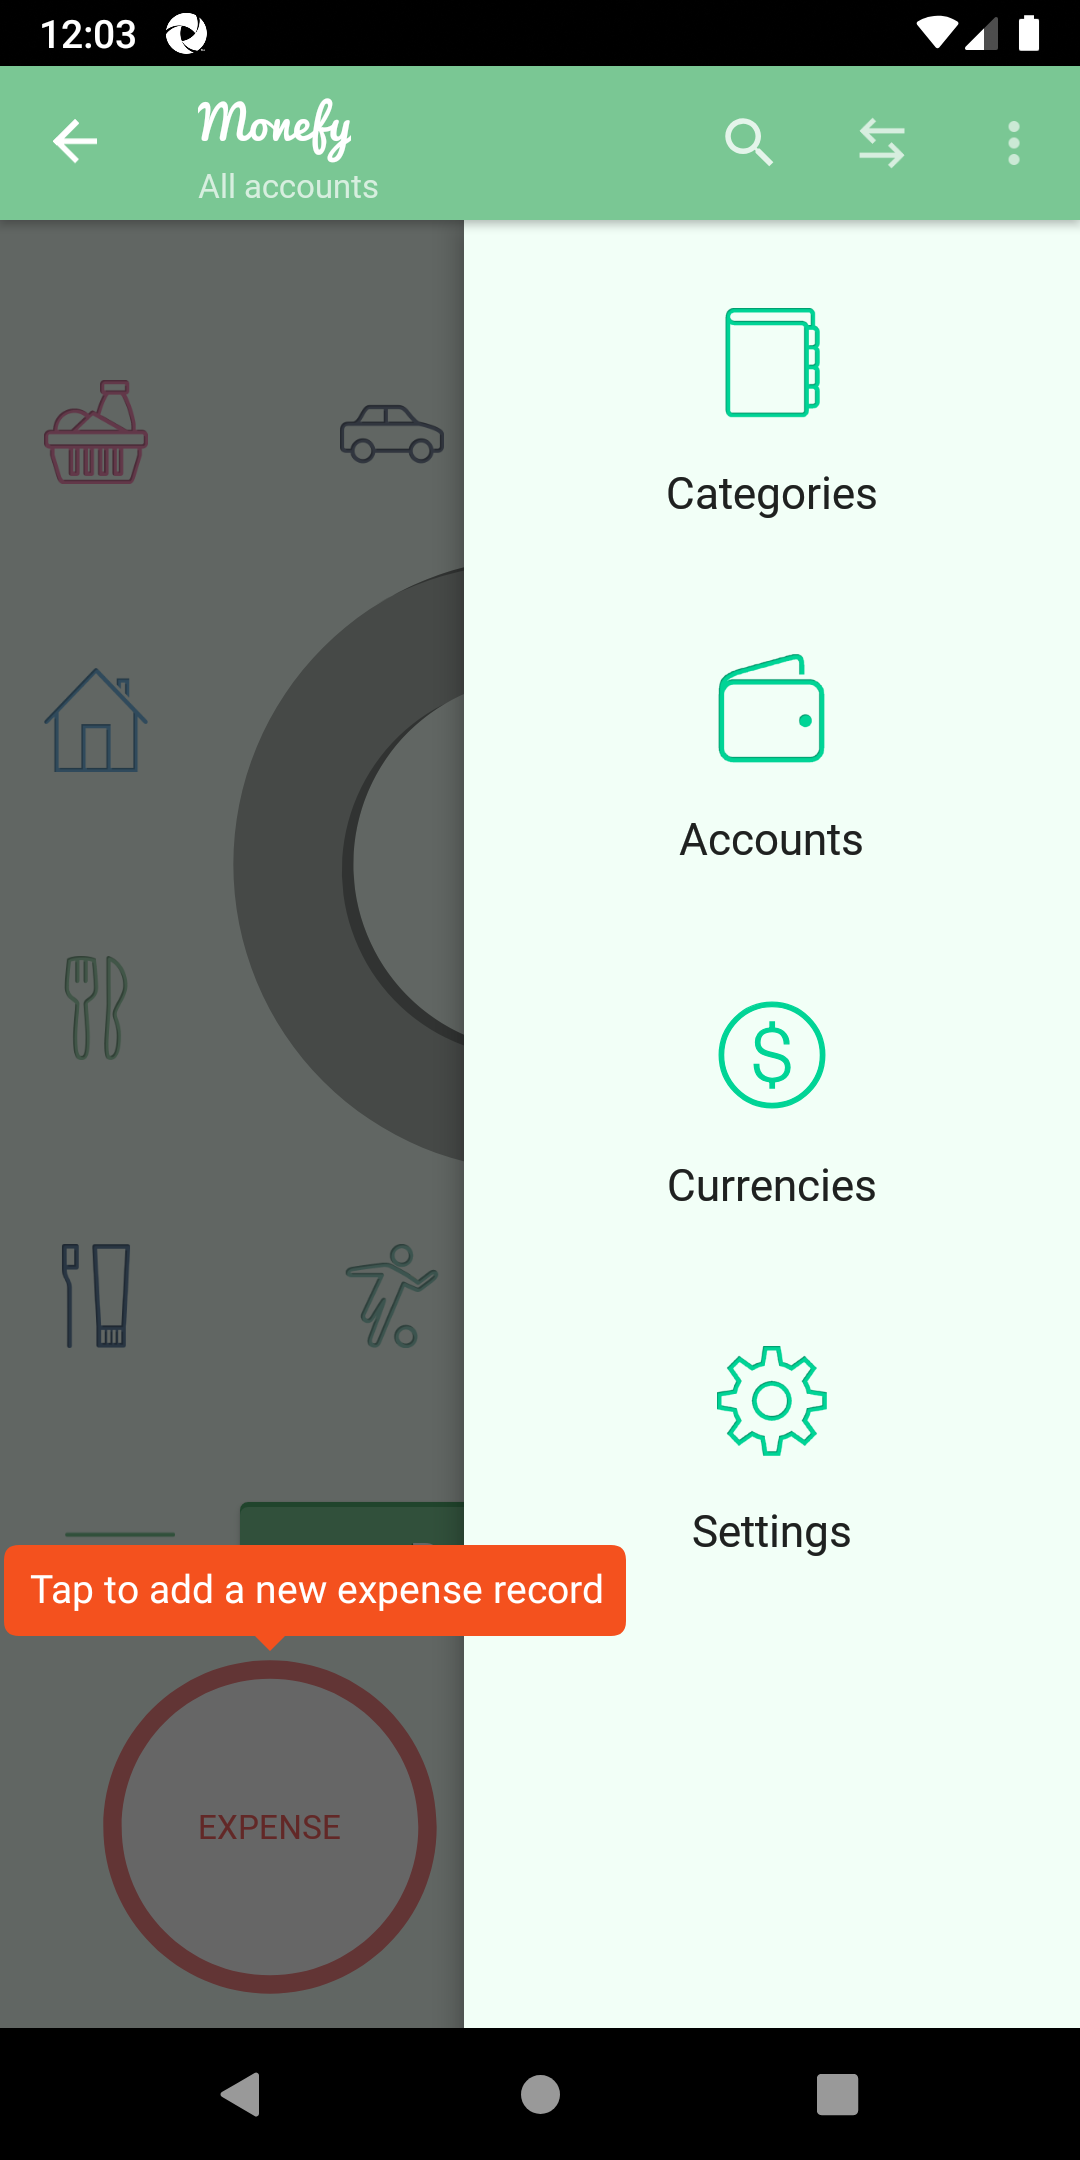 12:03
Monefy
All accounts
Categories
Accounts
Currencies
Settings
Tap to add a new expense record
EXPENSE